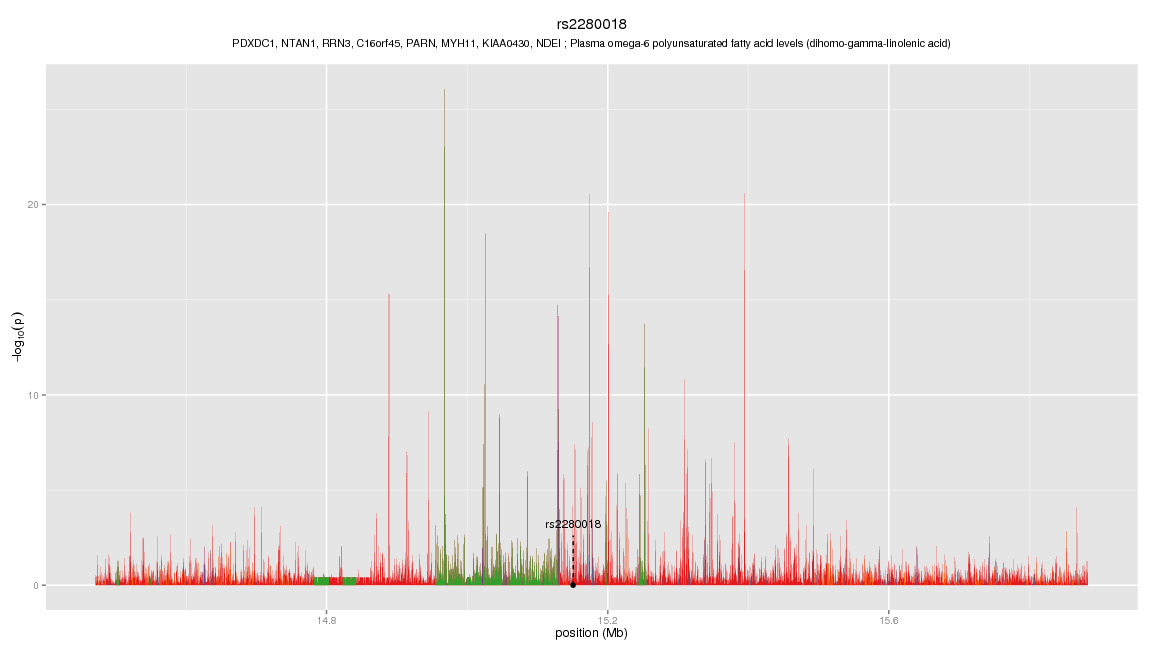 rs2280018
PDXDC1, NTAN1, RRN3, C16orf45, PARN, MYH11, KIAA0430, NDEI ; Plasma omega-6 polyunsaturated fatty acid levels (dihomo-gamma-linolenic acid)
20
10
0
−log10(p)
rs2280018
14.8 15.2 15.6
position (Mb)